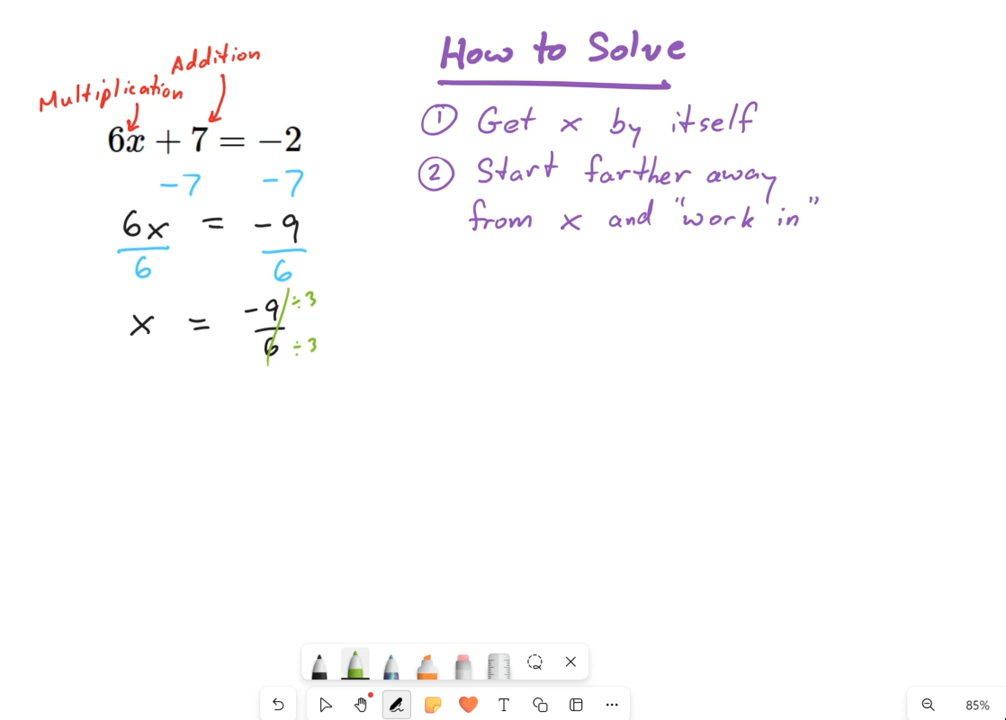 How to Solve
Addition
Multiplication
6x + 7 = −2
−7 −7
6x = −9
6 6
x = −9/6 ÷3 ÷3
① Get x by itself
② Start farther away
from x and "work in"
T
85%